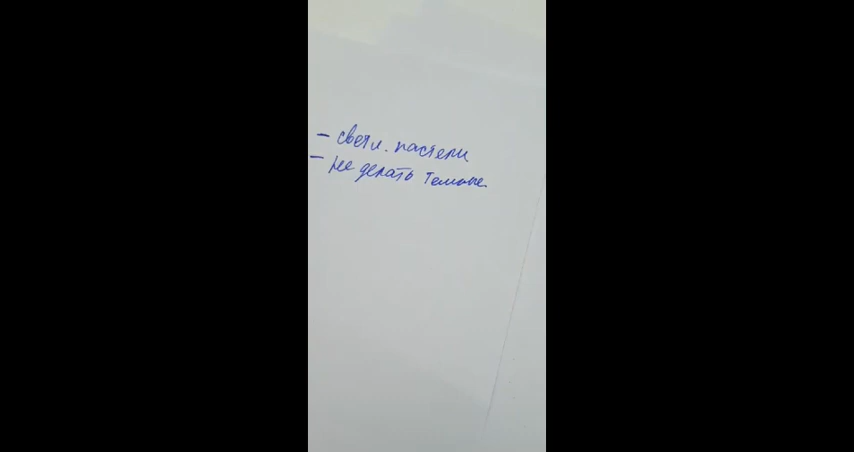 - светл. пастели
- не делать темные